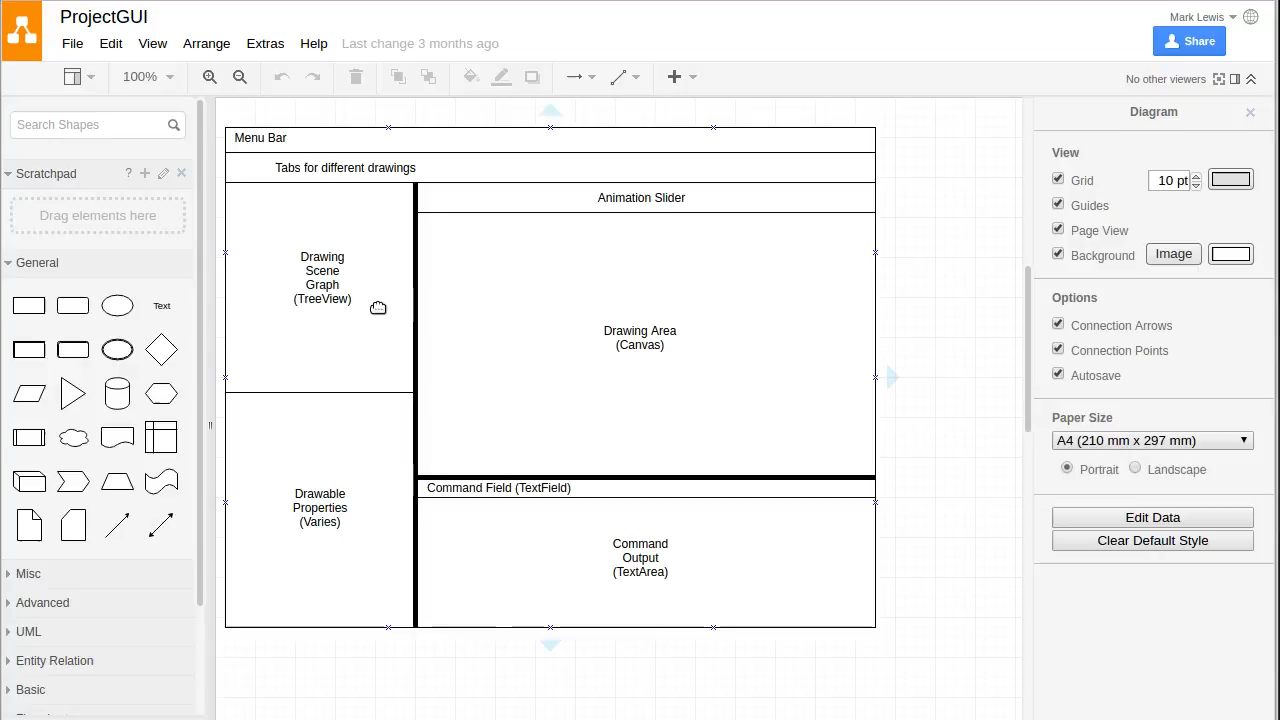 ProjectGUI
Mark Lewis
File Edit View Arrange Extras Help Last change 3 months ago
Share
100%
No other viewers
Search Shapes
Scratchpad
?
Drag elements here
General
Text
Misc
Advanced
UML
Entity Relation
Basic
Menu Bar
Tabs for different drawings
Animation Slider
Drawing
Scene
Graph
(TreeView)
Drawing Area
(Canvas)
Drawable
Properties
(Varies)
Command Field (TextField)
Command
Output
(TextArea)
Diagram
View
Grid 10 pt
Guides
Page View
Background Image
Options
Connection Arrows
Connection Points
Autosave
Paper Size
A4 (210 mm x 297 mm)
Portrait Landscape
Edit Data
Clear Default Style